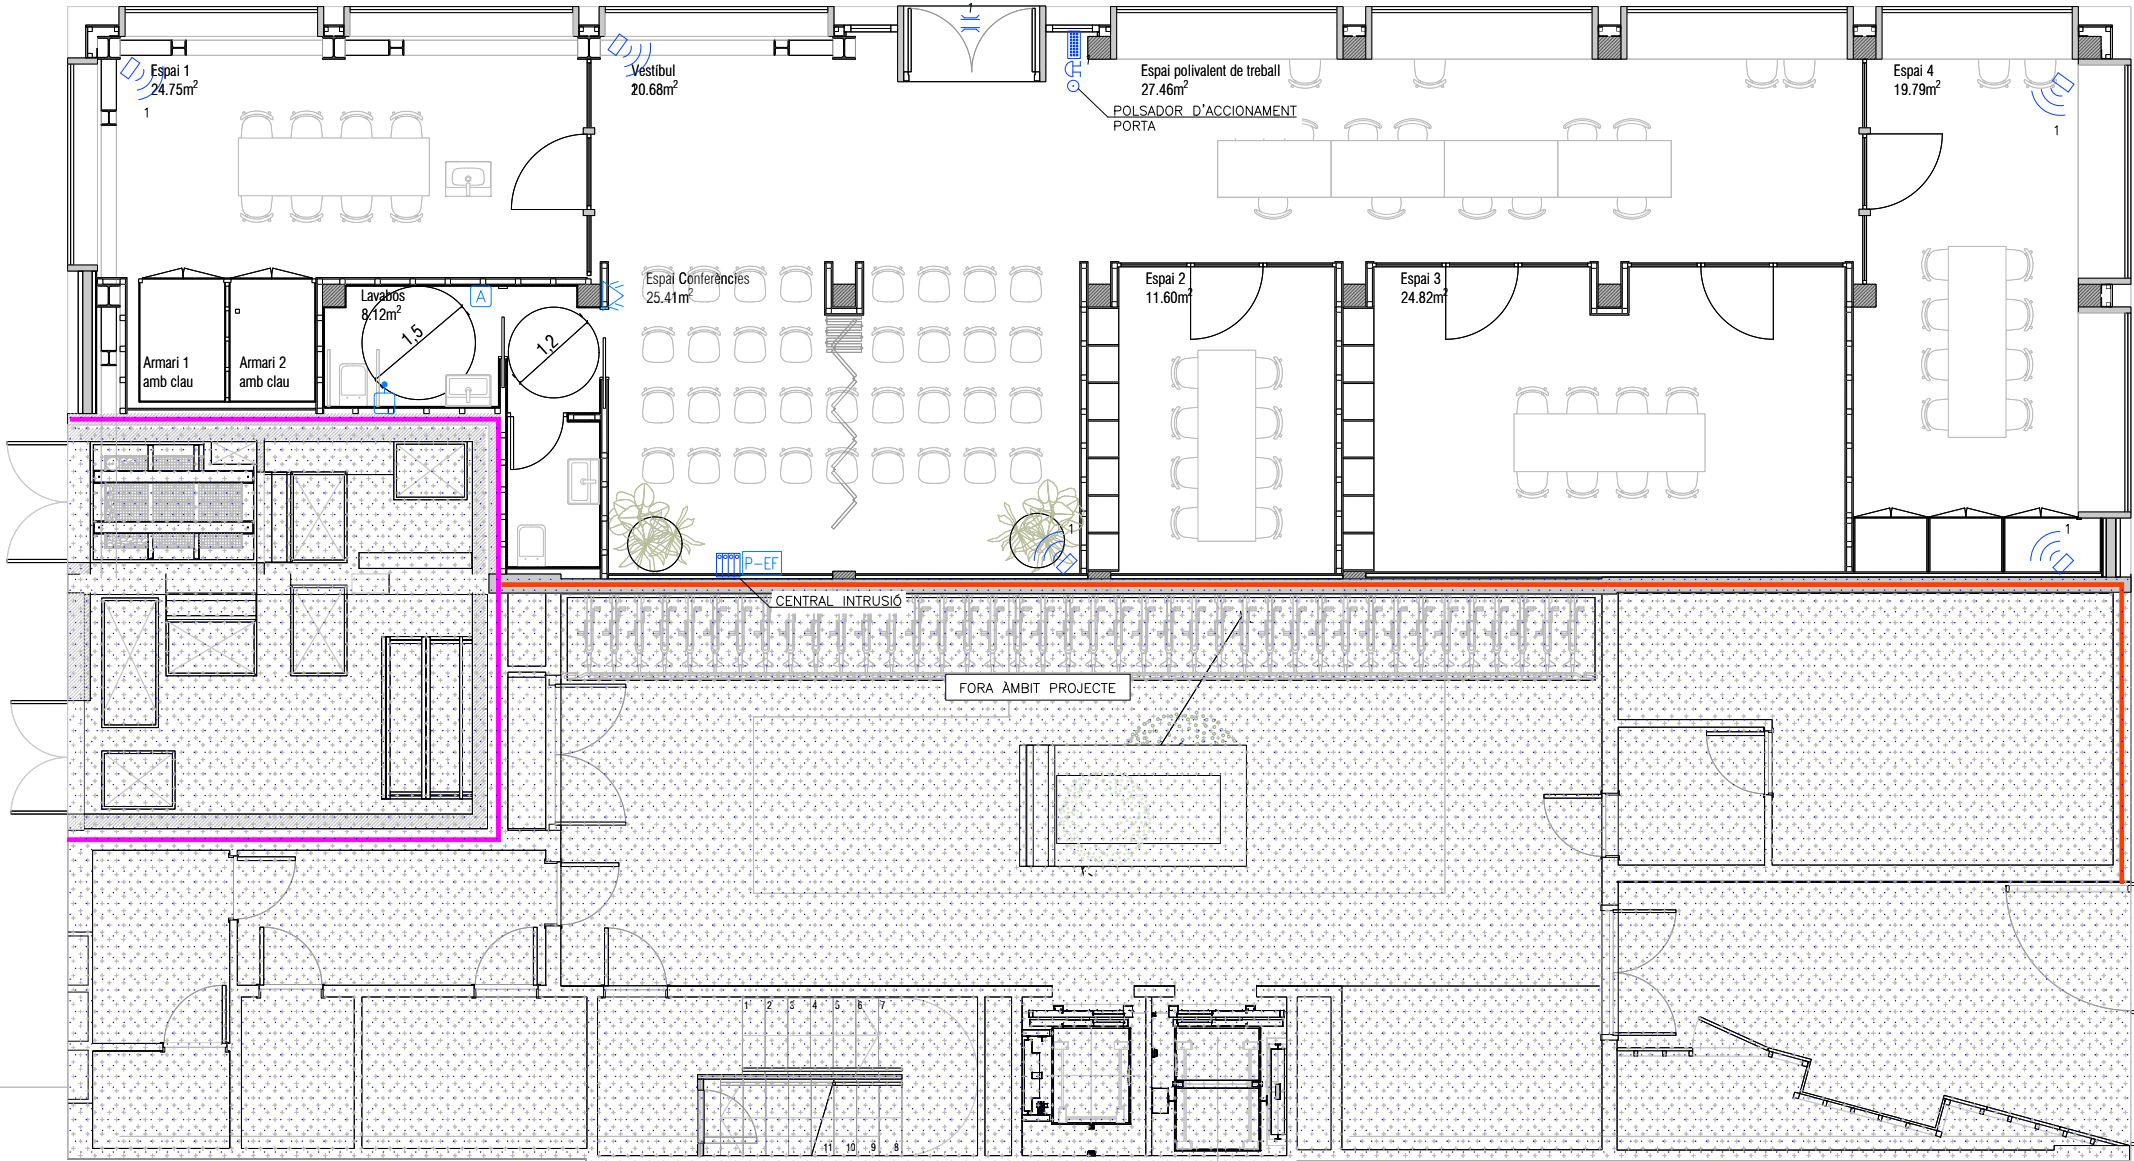 1
Espai 1
24.75m²
1
Vestíbul
20.68m²
1
Espai polivalent de treball
27.46m²
POLSADOR D'ACCIONAMENT
PORTA
Espai 4
19.79m²
1
Lavabos
8.12m²
A
1,5
1,2
Armari 1
amb clau
Armari 2
amb clau
Espai Conferències
25.41m²
Espai 2
11.60m²
Espai 3
24.82m²
1
1
P-EF
CENTRAL INTRUSIÓ
FORA ÀMBIT PROJECTE
1 2 3 4 5 6 7
11 10 9 8